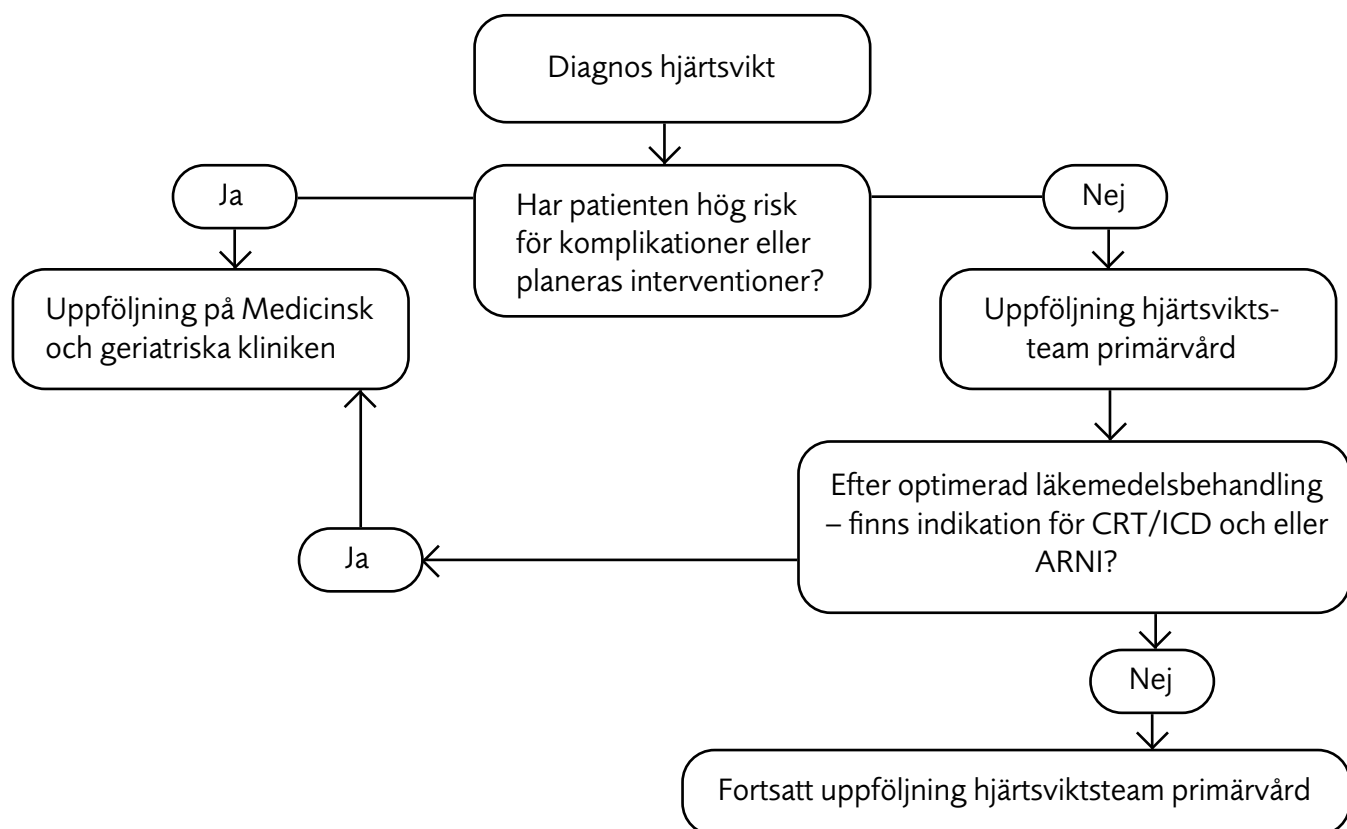 Diagnos hjärtsvikt
Ja
Har patienten hög risk
för komplikationer eller
planeras interventioner?
Nej
Uppföljning på Medicinsk
och geriatriska kliniken
Uppföljning hjärtsvikts-
team primärvård
Efter optimerad läkemedelsbehandling
– finns indikation för CRT/ICD och eller
ARNI?
Ja
Nej
Fortsatt uppföljning hjärtsviktsteam primärvård